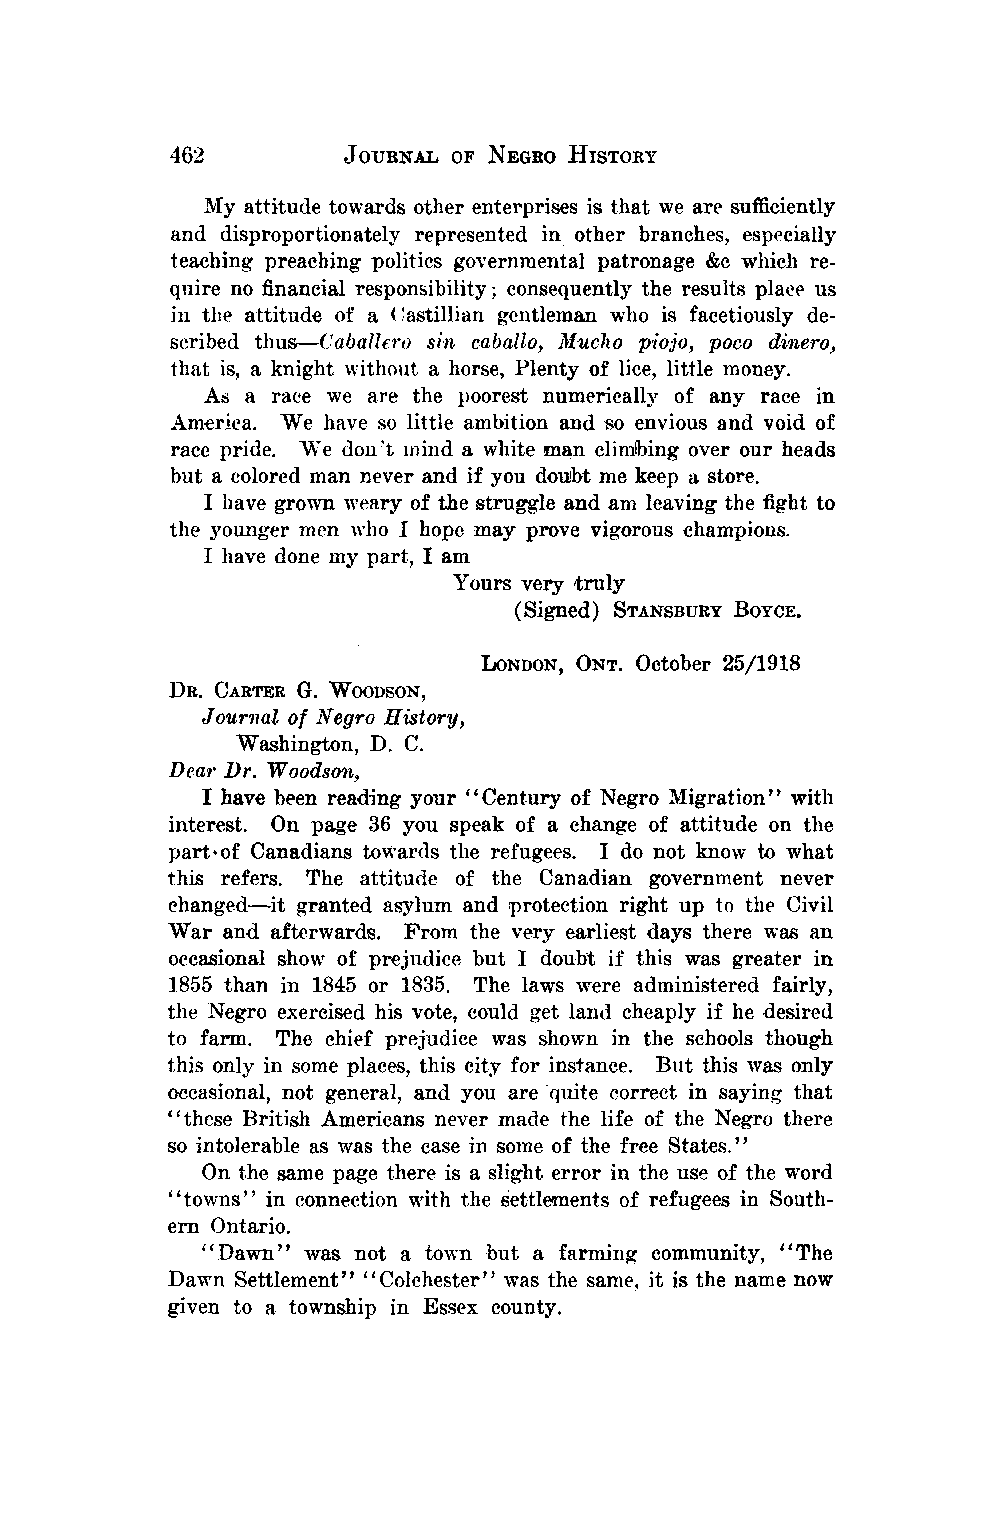 462 JOURNAL OF NEGRO HISTORY
My attitude towards other enterprises is that we are sufficiently
and disproportionately represented in other branches, especially
teaching preaching politics governmental patronage &c which re-
quire no financial responsibility; consequently the results place us
in the attitude of a Castillian gentleman who is facetiously de-
scribed thus—Caballero sin caballo, Mucho piojo, poco dinero,
that is, a knight without a horse, Plenty of lice, little money.
As a race we are the poorest numerically of any race in
America. We have so little ambition and so envious and void of
race pride. We don't mind a white man climbing over our heads
but a colored man never and if you doubt me keep a store.
I have grown weary of the struggle and am leaving the fight to
the younger men who I hope may prove vigorous champions.
I have done my part, I am
Yours very truly
(Signed) STANSBURY BOYCE.
LONDON, ONT. October 25/1918
DR. CARTER G. WOODSON,
Journal of Negro History,
Washington, D. C.
Dear Dr. Woodson,
I have been reading your "Century of Negro Migration" with
interest. On page 36 you speak of a change of attitude on the
part of Canadians towards the refugees. I do not know to what
this refers. The attitude of the Canadian government never
changed—it granted asylum and protection right up to the Civil
War and afterwards. From the very earliest days there was an
occasional show of prejudice but I doubt if this was greater in
1855 than in 1845 or 1835. The laws were administered fairly,
the Negro exercised his vote, could get land cheaply if he desired
to farm. The chief prejudice was shown in the schools though
this only in some places, this city for instance. But this was only
occasional, not general, and you are quite correct in saying that
"these British Americans never made the life of the Negro there
so intolerable as was the case in some of the free States."
On the same page there is a slight error in the use of the word
"towns" in connection with the settlements of refugees in South-
ern Ontario.
"Dawn" was not a town but a farming community, "The
Dawn Settlement" "Colchester" was the same, it is the name now
given to a township in Essex county.